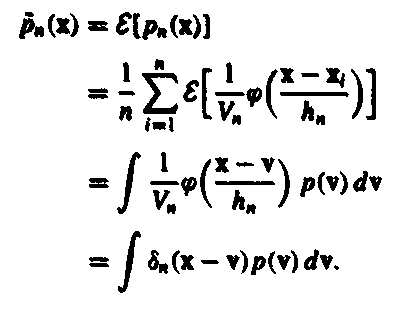 p̄ₙ(x) = ℰ[pₙ(x)]
= 1/n ∑ᵢ₌₁ⁿ ℰ[1/Vₙ φ((x − xᵢ)/hₙ)]
= ∫ 1/Vₙ φ((x − v)/hₙ) p(v) dv
= ∫ δₙ(x − v)p(v) dv.